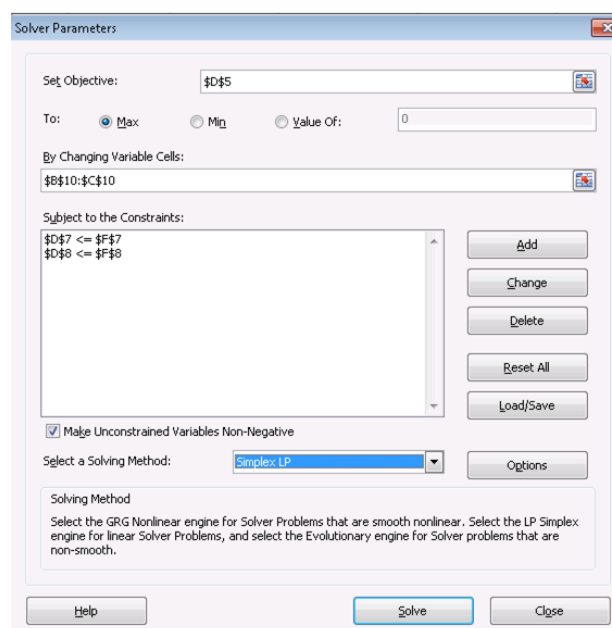 Solver Parameters
Set Objective:
$D$5
To:
Max
Min
Value Of:
0
By Changing Variable Cells:
$B$10:$C$10
Subject to the Constraints:
$D$7 <= $F$7
$D$8 <= $F$8
Add
Change
Delete
Reset All
Load/Save
Make Unconstrained Variables Non-Negative
Select a Solving Method:
Simplex LP
Options
Solving Method
Select the GRG Nonlinear engine for Solver Problems that are smooth nonlinear. Select the LP Simplex
engine for linear Solver Problems, and select the Evolutionary engine for Solver problems that are
non-smooth.
Help
Solve
Close